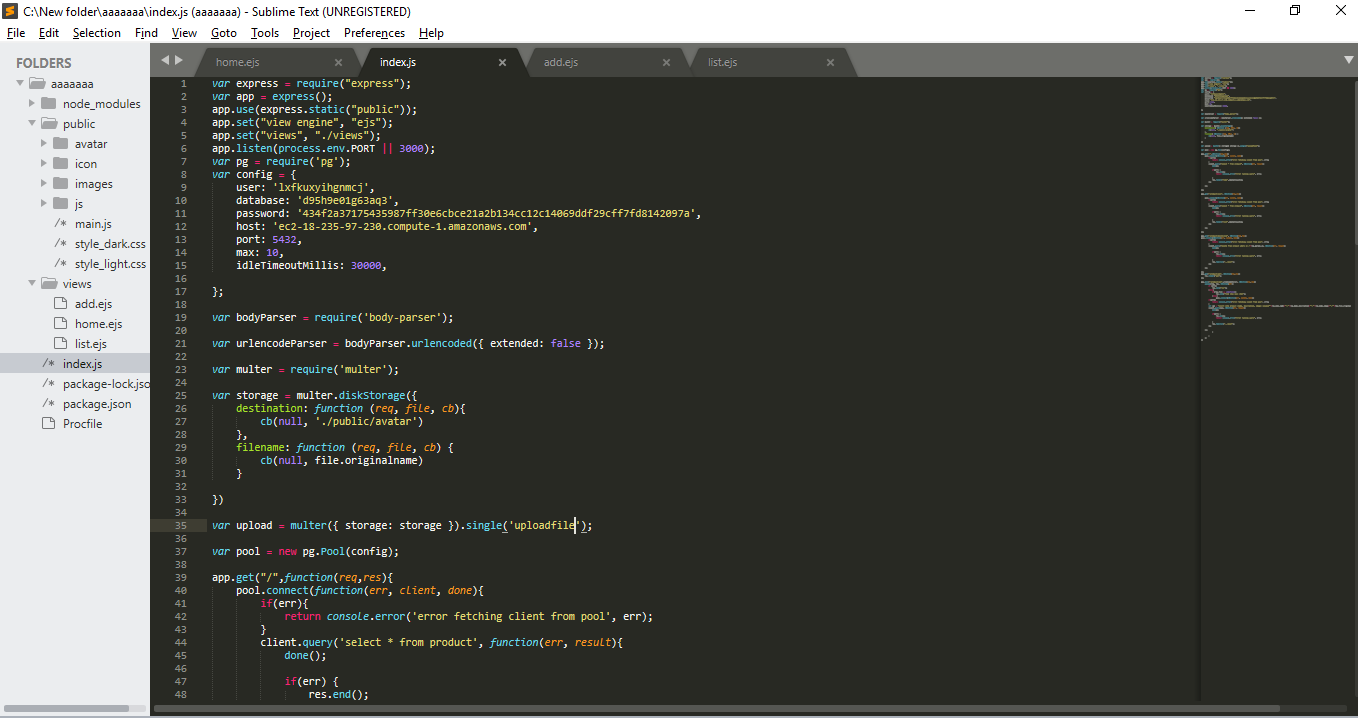 C:\New folder\aaaaaaa\index.js (aaaaaaa) - Sublime Text (UNREGISTERED)
File Edit Selection Find View Goto Tools Project Preferences Help
FOLDERS
aaaaaaa
node_modules
public
avatar
icon
images
js
/* main.js
/* style_dark.css
/* style_light.css
views
add.ejs
home.ejs
list.ejs
/* index.js
/* package-lock.jso
/* package.json
Procfile
home.ejs index.js add.ejs list.ejs
1 var express = require("express");
2 var app = express();
3 app.use(express.static("public"));
4 app.set("view engine", "ejs");
5 app.set("views", "./views");
6 app.listen(process.env.PORT || 3000);
7 var pg = require('pg');
8 var config = {
9 user: 'lxfkuxyihgnmcj',
10 database: 'd95h9e01g63aq3',
11 password: '434f2a37175435987ff30e6cbce21a2b134cc12c14069ddf29cff7fd8142097a',
12 host: 'ec2-18-235-97-230.compute-1.amazonaws.com',
13 port: 5432,
14 max: 10,
15 idleTimeoutMillis: 30000,
16
17 };
18
19 var bodyParser = require('body-parser');
20
21 var urlencodeParser = bodyParser.urlencoded({ extended: false });
22
23 var multer = require('multer');
24
25 var storage = multer.diskStorage({
26 destination: function (req, file, cb){
27 cb(null, './public/avatar')
28 },
29 filename: function (req, file, cb) {
30 cb(null, file.originalname)
31 }
32
33 })
34
35 var upload = multer({ storage: storage }).single('uploadfile');
36
37 var pool = new pg.Pool(config);
38
39 app.get("/",function(req,res){
40 pool.connect(function(err, client, done){
41 if(err){
42 return console.error('error fetching client from pool', err);
43 }
44 client.query('select * from product', function(err, result){
45 done();
46
47 if(err) {
48 res.end();